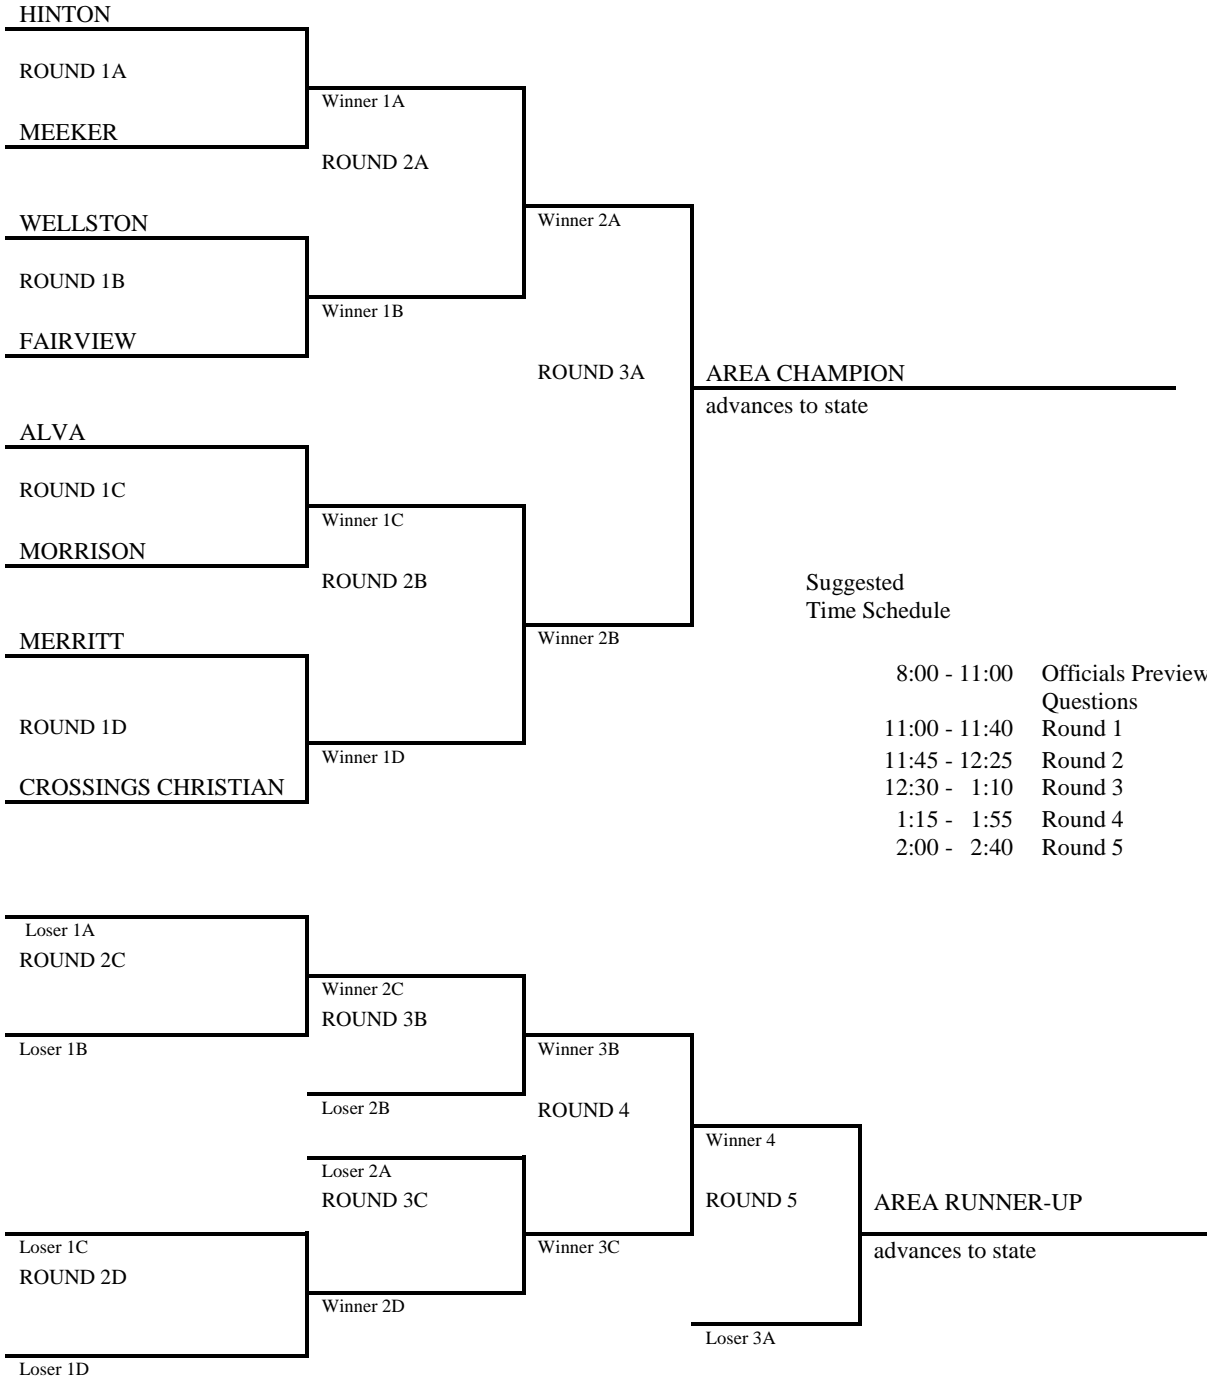 HINTON
ROUND 1A
Winner 1A
MEEKER
ROUND 2A
WELLSTON
Winner 2A
ROUND 1B
Winner 1B
FAIRVIEW
ROUND 3A
AREA CHAMPION
advances to state
ALVA
ROUND 1C
Winner 1C
MORRISON
ROUND 2B
MERRITT
Winner 2B
ROUND 1D
Winner 1D
CROSSINGS CHRISTIAN
Suggested
Time Schedule
8:00 - 11:00 Officials Preview
Questions
11:00 - 11:40 Round 1
11:45 - 12:25 Round 2
12:30 - 1:10 Round 3
1:15 - 1:55 Round 4
2:00 - 2:40 Round 5
Loser 1A
ROUND 2C
Winner 2C
ROUND 3B
Loser 1B
Winner 3B
Loser 2B
ROUND 4
Winner 4
Loser 2A
ROUND 3C
ROUND 5
AREA RUNNER-UP
advances to state
Loser 1C
Winner 3C
ROUND 2D
Winner 2D
Loser 3A
Loser 1D